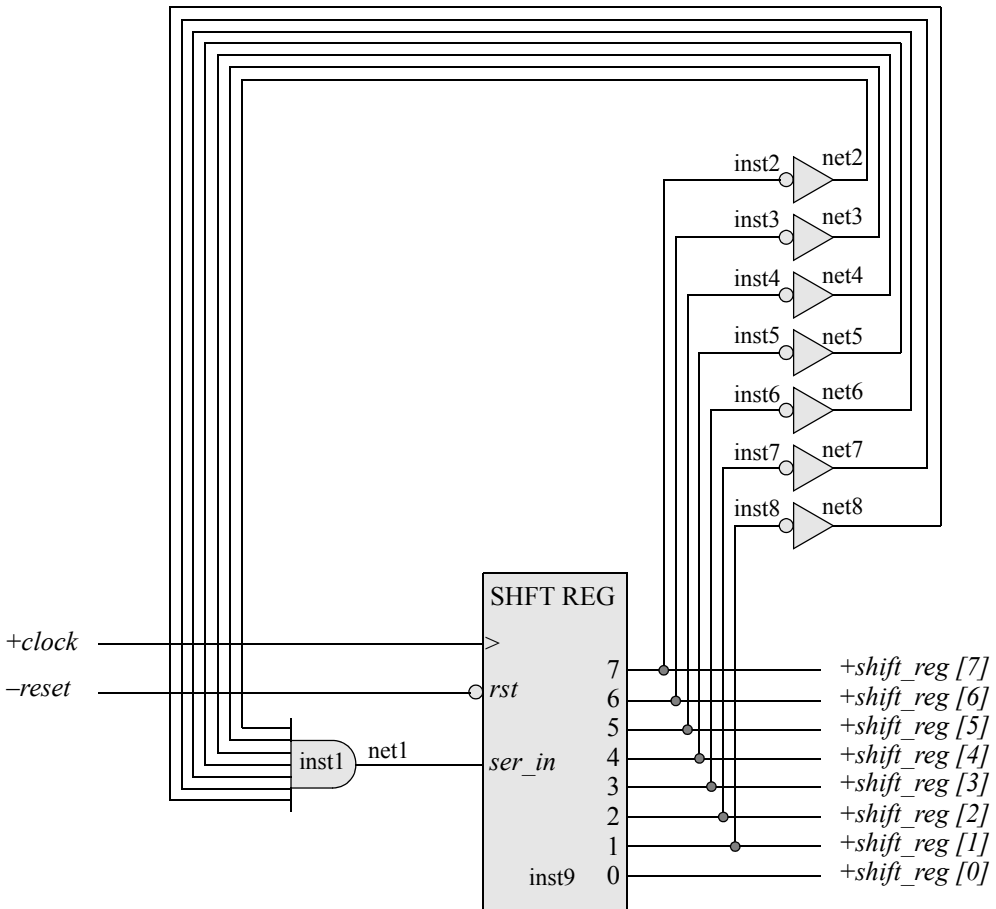 inst2 net2
inst3 net3
inst4 net4
inst5 net5
inst6 net6
inst7 net7
inst8 net8
SHFT REG
+clock >
–reset rst
7 +shift_reg [7]
6 +shift_reg [6]
5 +shift_reg [5]
inst1 net1 ser_in 4 +shift_reg [4]
3 +shift_reg [3]
2 +shift_reg [2]
1 +shift_reg [1]
inst9 0 +shift_reg [0]